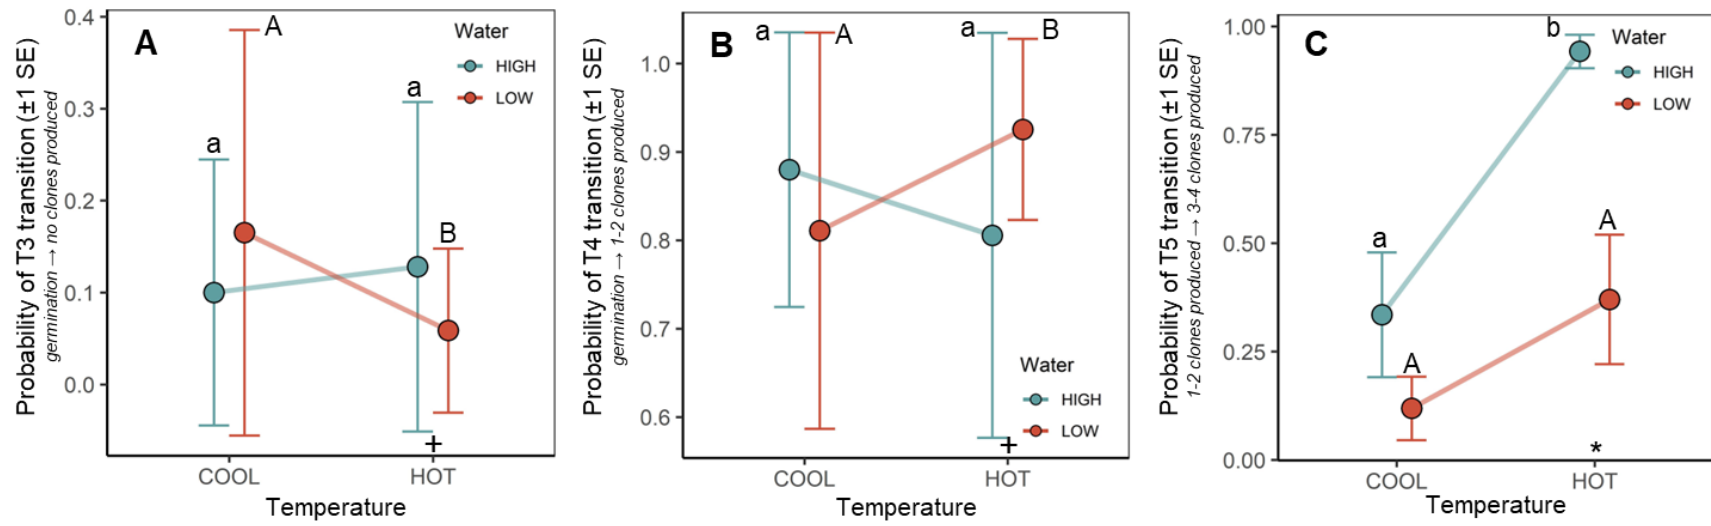 Probability of T3 transition (±1 SE)
germination → no clones produced
0.4
0.3
0.2
0.1
0.0
A
Water
HIGH
LOW
a
A
a
B
+
COOL
HOT
Temperature
Probability of T4 transition (±1 SE)
germination → 1-2 clones produced
1.0
0.9
0.8
0.7
0.6
B
a
A
a
B
Water
HIGH
LOW
+
COOL
HOT
Temperature
Probability of T5 transition (±1 SE)
1-2 clones produced → 3-4 clones produced
1.00
0.75
0.50
0.25
0.00
C
Water
HIGH
LOW
a
A
b
A
*
COOL
HOT
Temperature